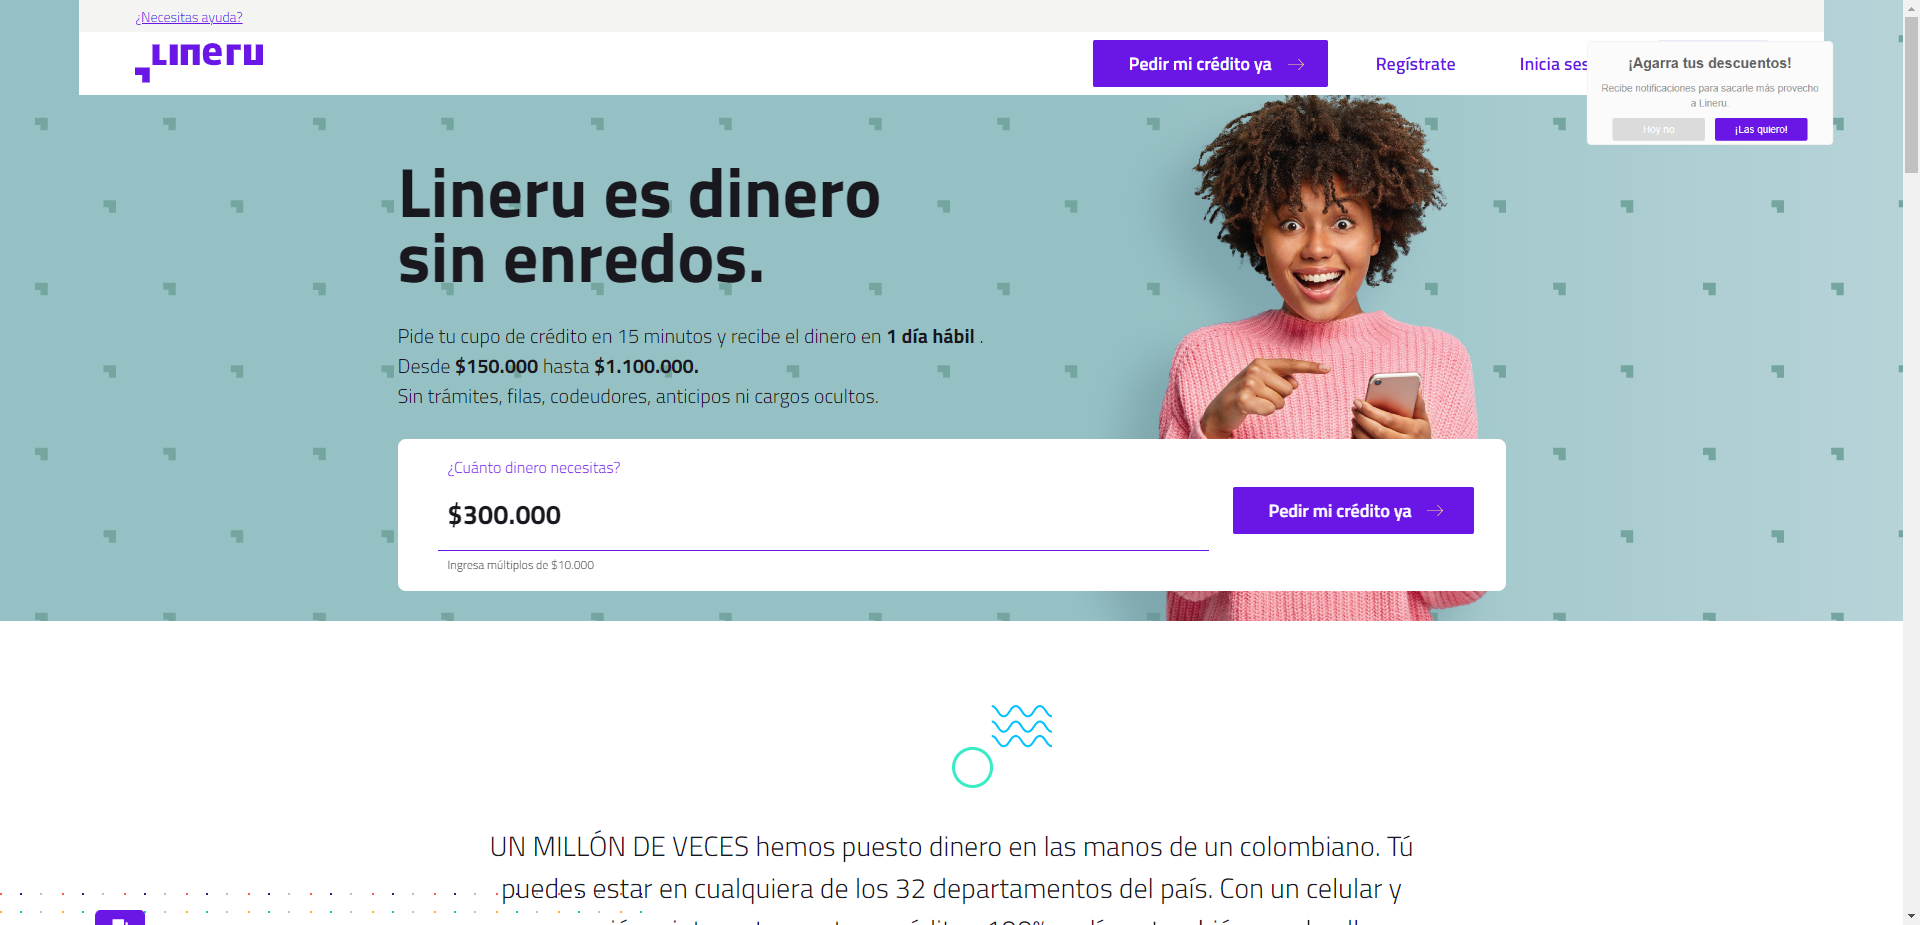 ¿Necesitas ayuda?
Lineru
Pedir mi crédito ya
Regístrate
Inicia ses
¡Agarra tus descuentos!
Recibe notificaciones para sacarle más provecho
a Lineru.
Hoy no
¡Las quiero!
Lineru es dinero
sin enredos.
Pide tu cupo de crédito en 15 minutos y recibe el dinero en 1 día hábil .
Desde $150.000 hasta $1.100.000.
Sin trámites, filas, codeudores, anticipos ni cargos ocultos.
¿Cuánto dinero necesitas?
$300.000
Pedir mi crédito ya
Ingresa múltiplos de $10.000
UN MILLÓN DE VECES hemos puesto dinero en las manos de un colombiano. Tú
puedes estar en cualquiera de los 32 departamentos del país. Con un celular y